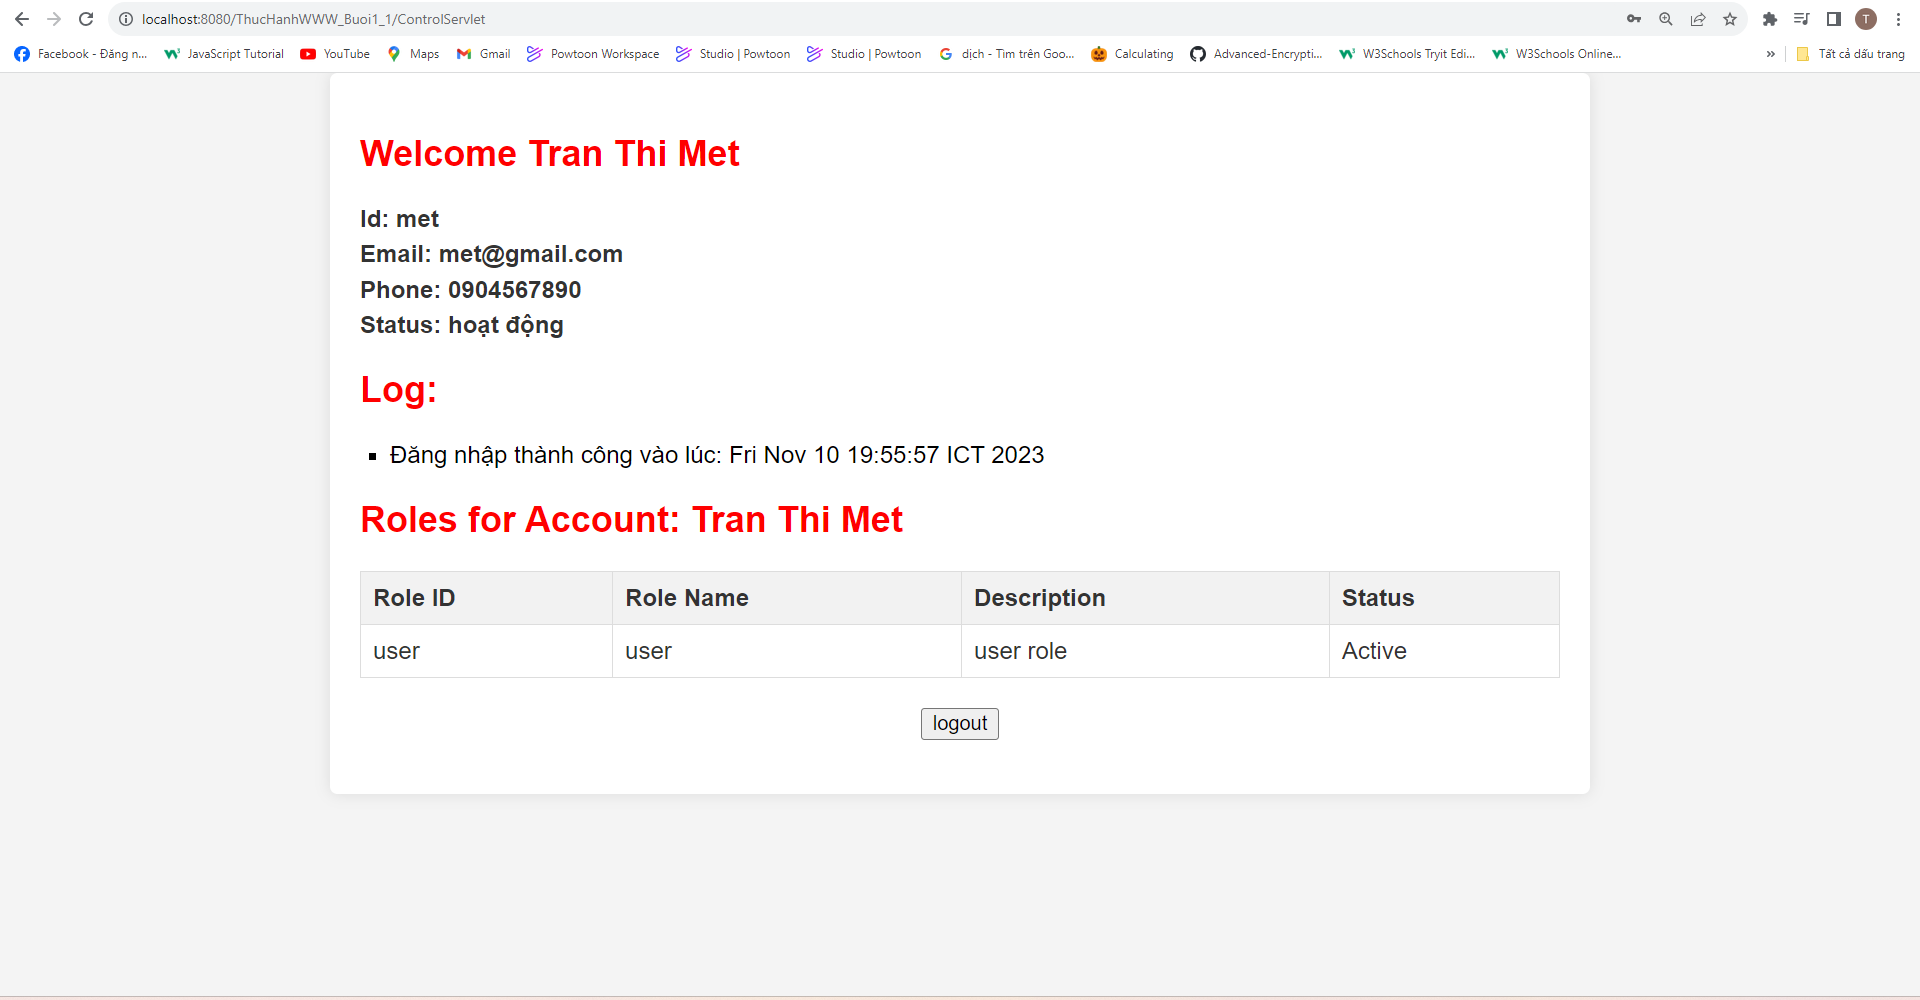 localhost:8080/ThucHanhWWW_Buoi1_1/ControlServlet
T
Facebook - Đăng n... JavaScript Tutorial YouTube Maps Gmail Powtoon Workspace Studio | Powtoon Studio | Powtoon dịch - Tìm trên Goo... Calculating Advanced-Encrypti... W3Schools Tryit Edi... W3Schools Online... » Tất cả dấu trang
Welcome Tran Thi Met
Id: met
Email: met@gmail.com
Phone: 0904567890
Status: hoạt động
Log:
Đăng nhập thành công vào lúc: Fri Nov 10 19:55:57 ICT 2023
Roles for Account: Tran Thi Met
Role ID Role Name Description Status
user user user role Active
logout